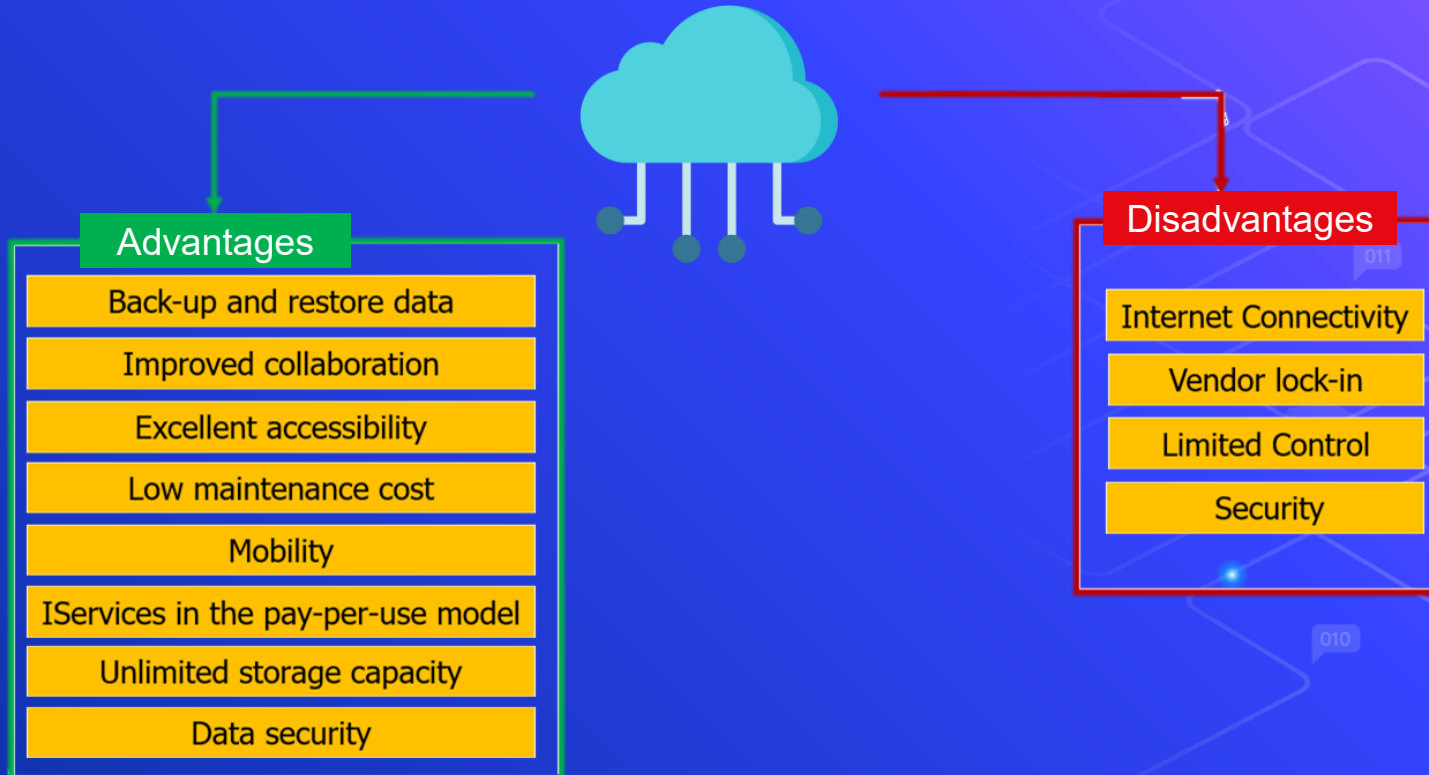 Advantages
Back-up and restore data
Improved collaboration
Excellent accessibility
Low maintenance cost
Mobility
IServices in the pay-per-use model
Unlimited storage capacity
Data security
Disadvantages
011
Internet Connectivity
Vendor lock-in
Limited Control
Security
010